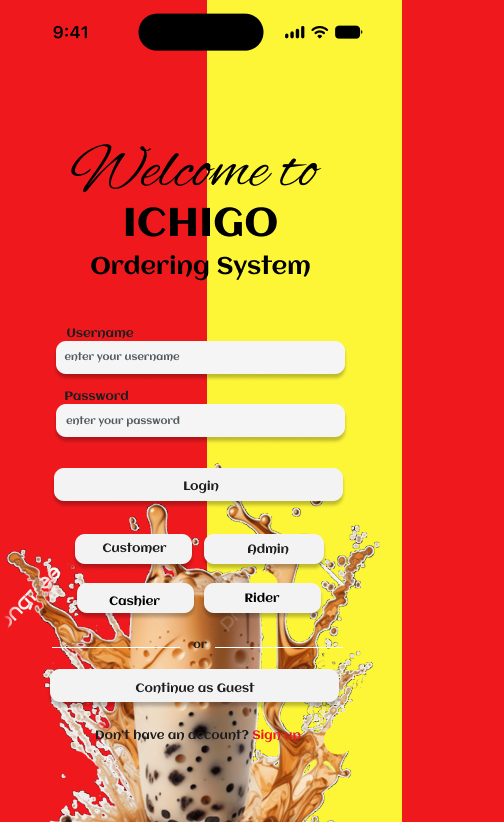 9:41
Welcome to
ICHIGO
Ordering System
Username
enter your username
Password
enter your password
Login
Customer
Admin
Cashier
Rider
or
Continue as Guest
Don't have an account? Sign up